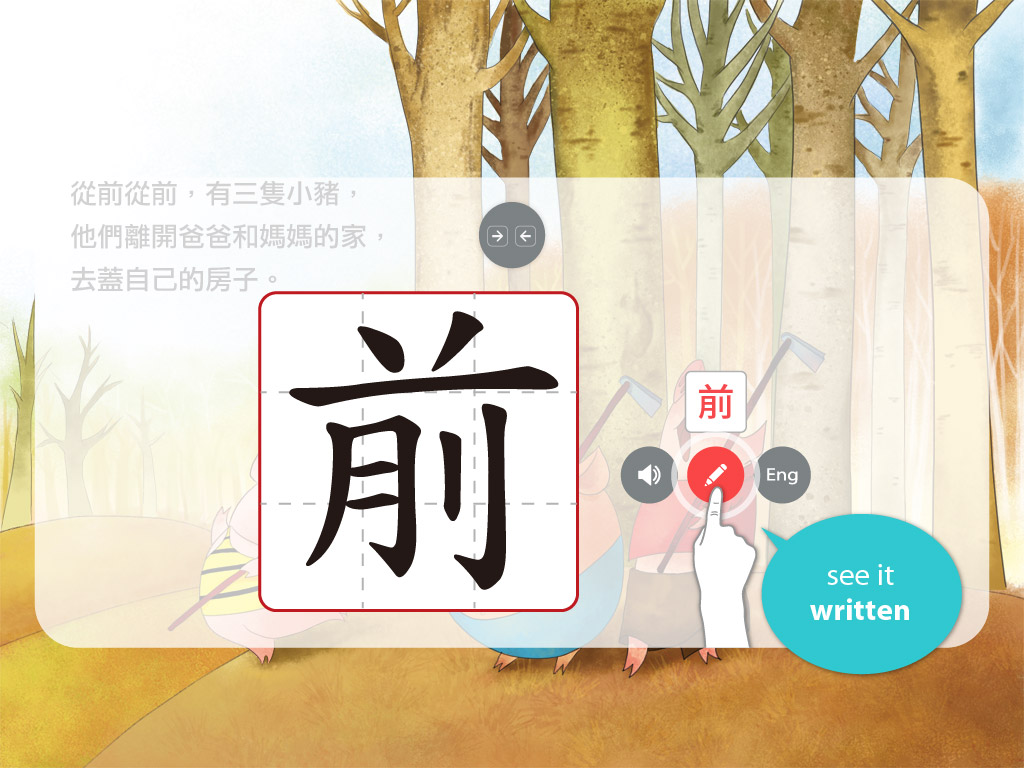 從前從前，有三隻小豬，
他們離開爸爸和媽媽的家，
去蓋自己的房子。
前
前
Eng
see it
written